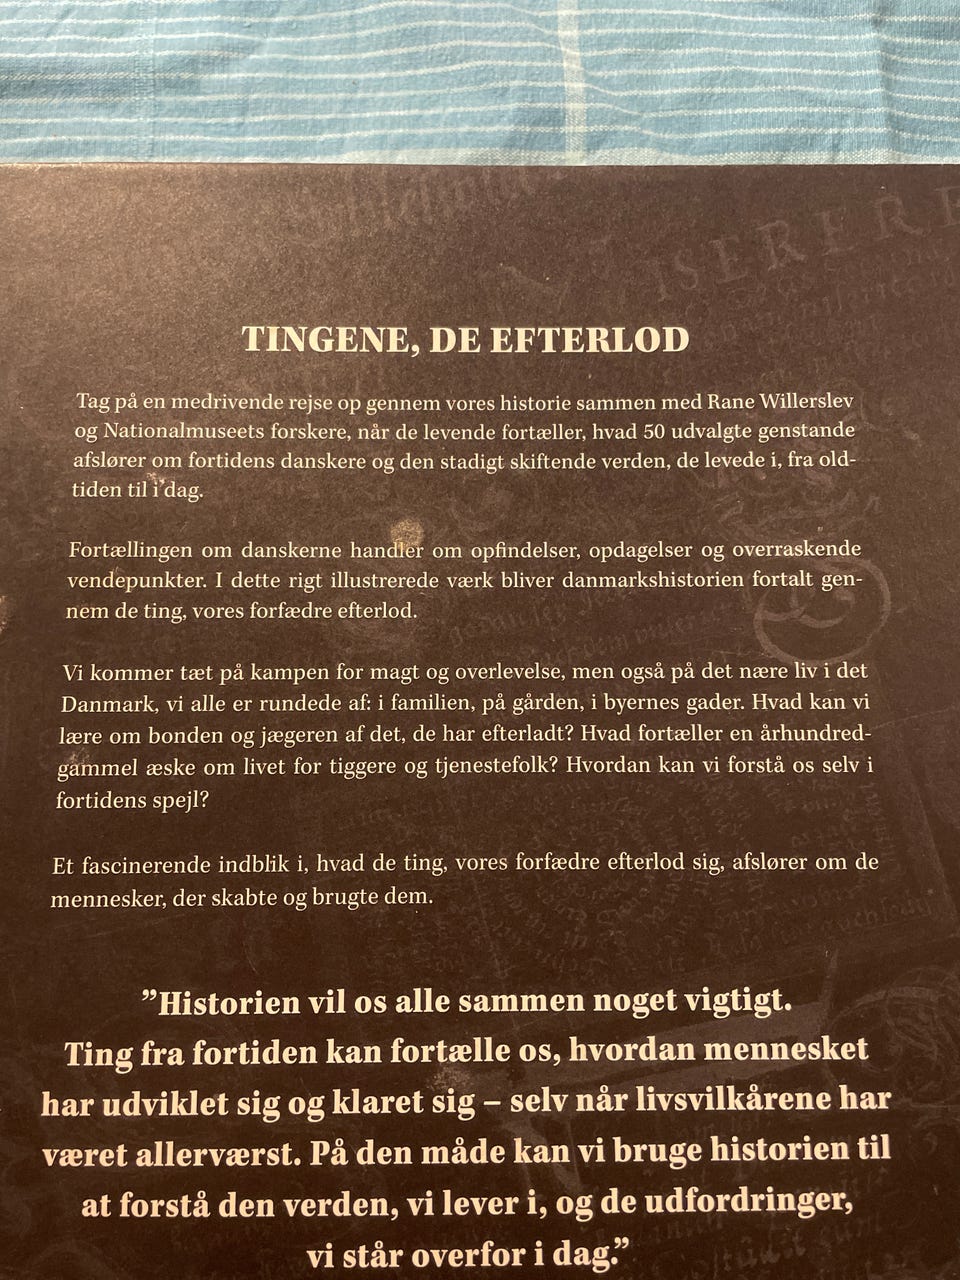 TINGENE, DE EFTERLOD
Tag på en medrivende rejse op gennem vores historie sammen med Rane Willerslev
og Nationalmuseets forskere, når de levende fortæller, hvad 50 udvalgte genstande
afslører om fortidens danskere og den stadigt skiftende verden, de levede i, fra old-
tiden til i dag.
Fortællingen om danskerne handler om opfindelser, opdagelser og overraskende
vendepunkter. I dette rigt illustrerede værk bliver danmarkshistorien fortalt gen-
nem de ting, vores forfædre efterlod.
Vi kommer tæt på kampen for magt og overlevelse, men også på det nære liv i det
Danmark, vi alle er rundede af: i familien, på gården, i byernes gader. Hvad kan vi
lære om bonden og jægeren af det, de har efterladt? Hvad fortæller en århundred-
gammel æske om livet for tiggere og tjenestefolk? Hvordan kan vi forstå os selv i
fortidens spejl?
Et fascinerende indblik i, hvad de ting, vores forfædre efterlod sig, afslører om de
mennesker, der skabte og brugte dem.
”Historien vil os alle sammen noget vigtigt.
Ting fra fortiden kan fortælle os, hvordan mennesket
har udviklet sig og klaret sig – selv når livsvilkårene har
været allerværst. På den måde kan vi bruge historien til
at forstå den verden, vi lever i, og de udfordringer,
vi står overfor i dag.”